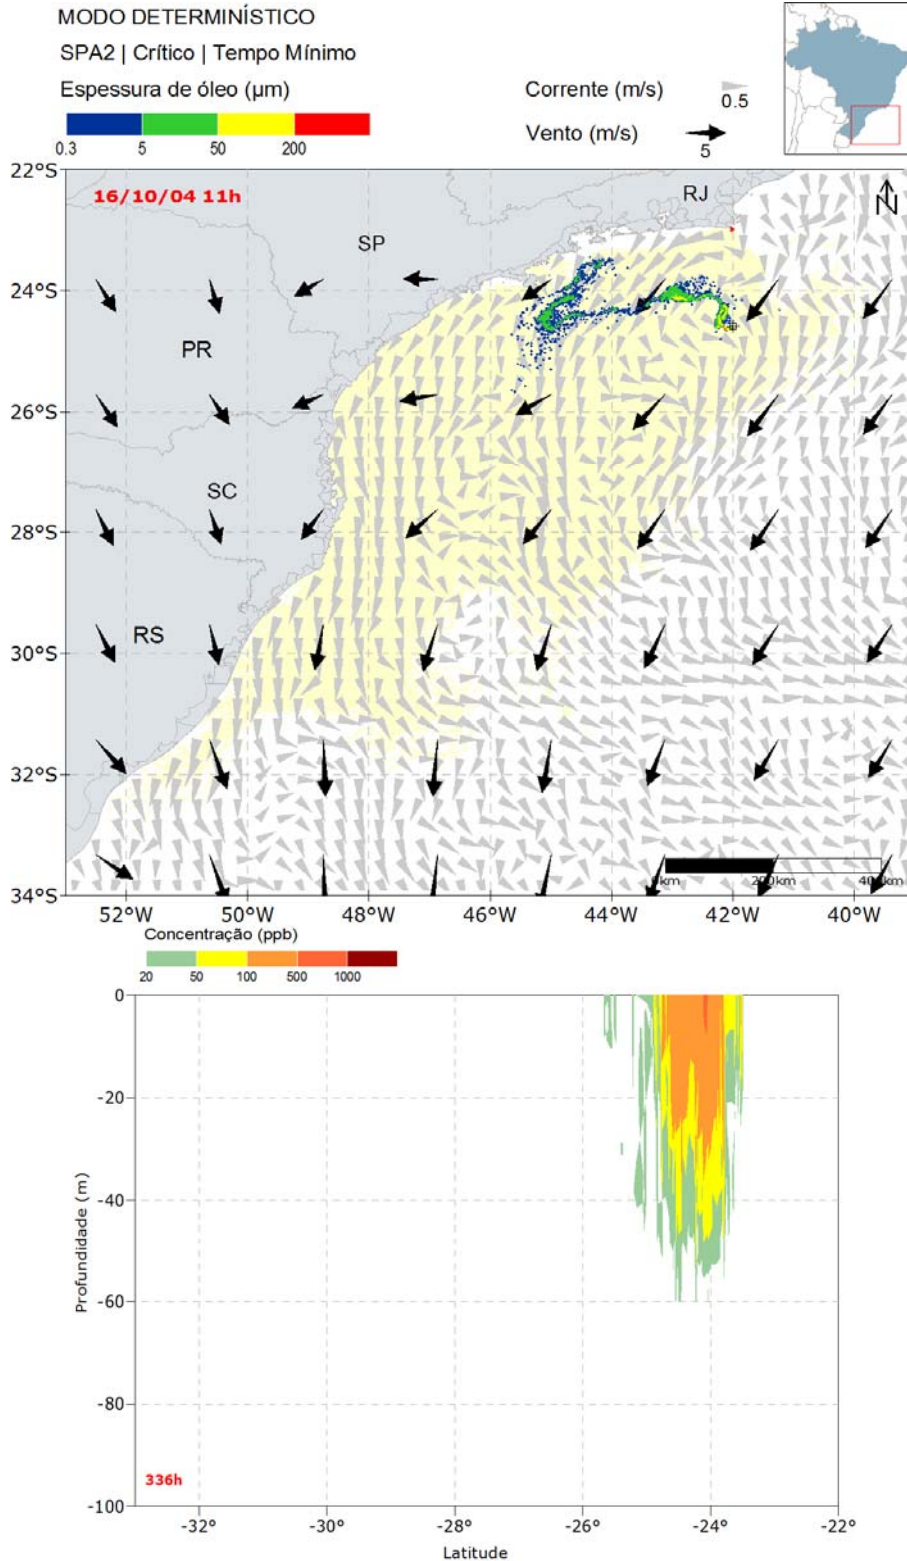 MODO DETERMINÍSTICO
SPA2 | Crítico | Tempo Mínimo
Espessura de óleo (µm)
0.3 5 50 200
Corrente (m/s) 0.5
Vento (m/s) 5
22°S
16/10/04 11h
RJ
N
SP
24°S
PR
26°S
SC
28°S
RS
30°S
32°S
34°S
0km 200km 400km
52°W 50°W 48°W 46°W 44°W 42°W 40°W
Concentração (ppb)
20 50 100 500 1000
0
-20
-40
Profundidade (m)
-60
-80
336h
-100
-32° -30° -28° -26° -24° -22°
Latitude